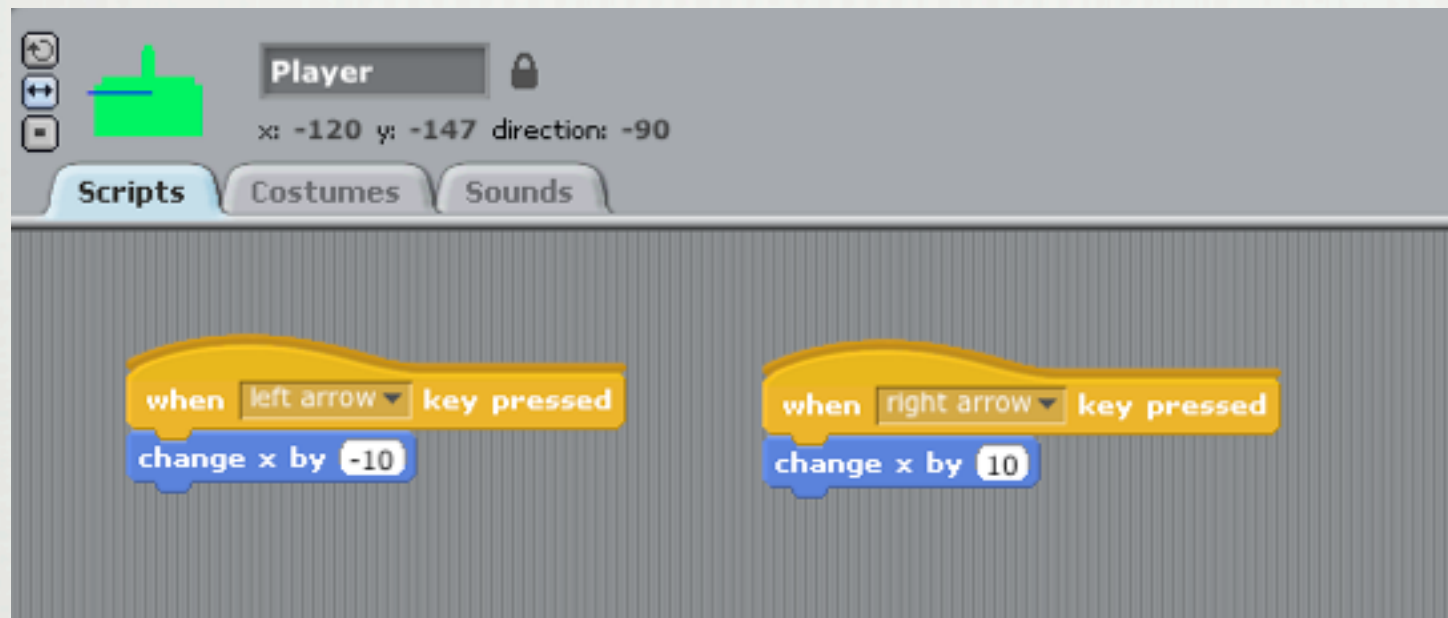 Player
x: -120 y: -147 direction: -90
Scripts Costumes Sounds
when left arrow key pressed
change x by -10
when right arrow key pressed
change x by 10